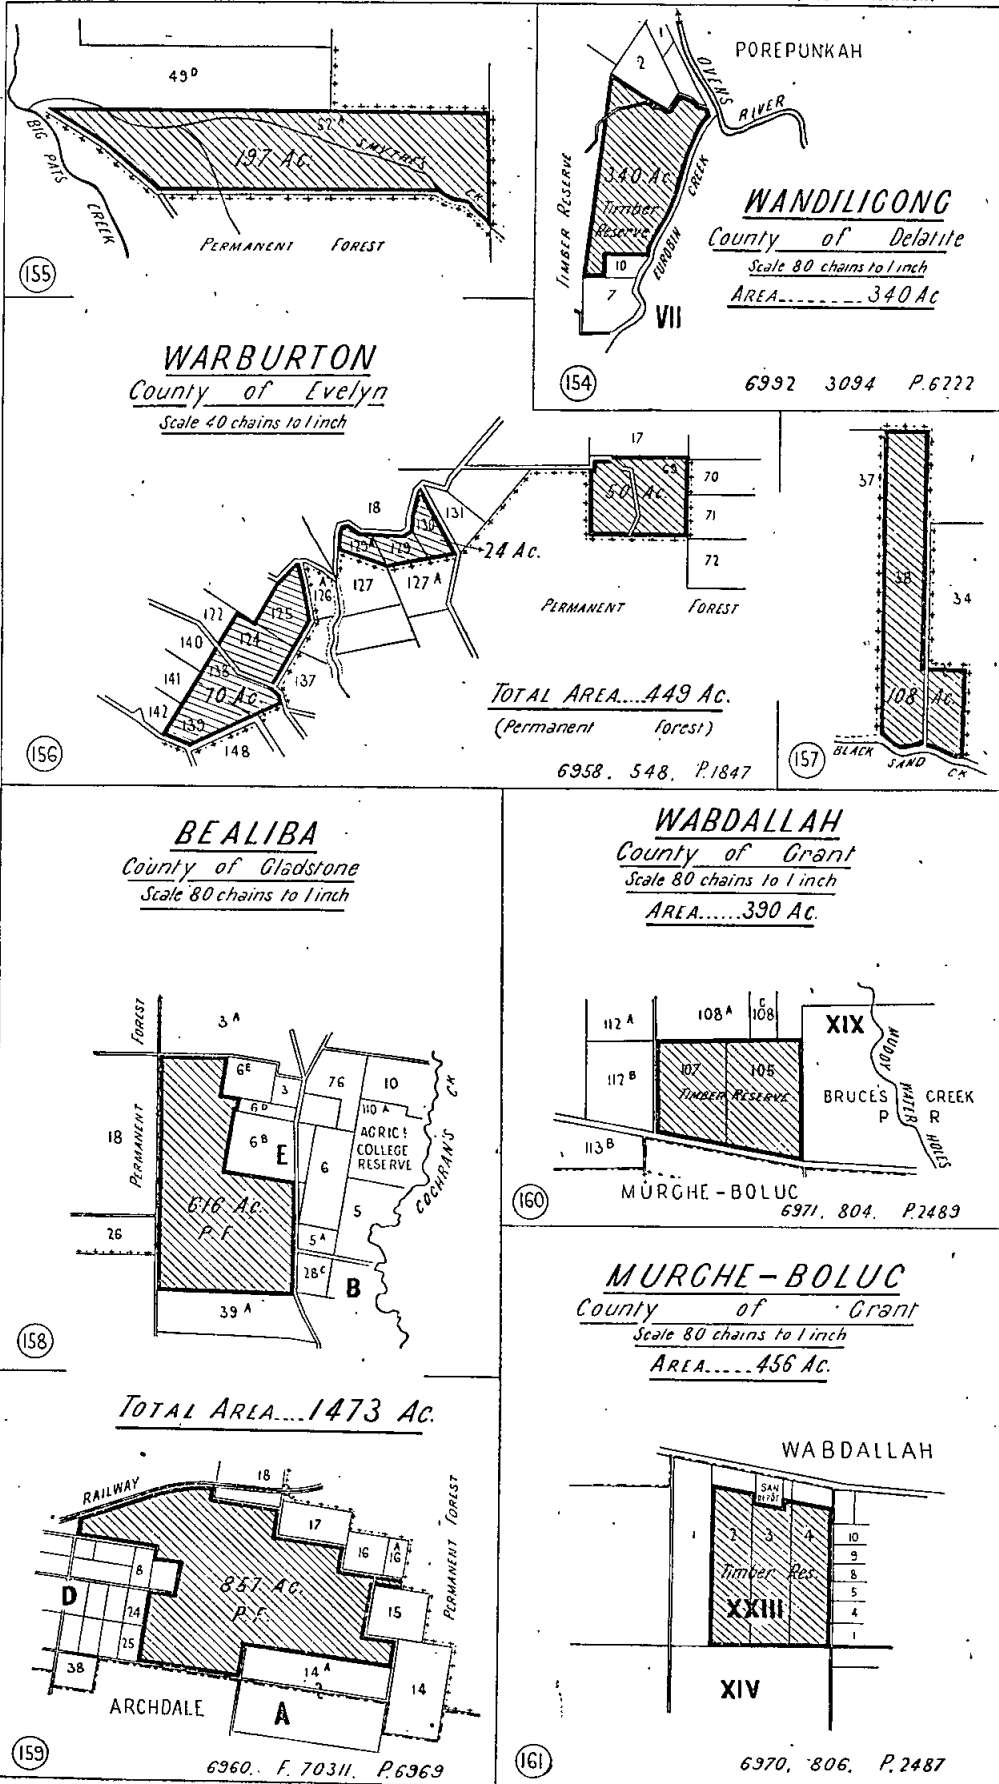 49D
52A
197 Ac.
SMYTHES
CK
BIG PATS
CREEK
PERMANENT FOREST
155
1
2
OVENS
RIVER
POREPUNKAH
TIMBER RESERVE
340 Ac
Timber
Reserve
EUROBIN
CREEK
10
7
VII
WANDILIGONG
County of Delatite
Scale 80 chains to 1 inch
AREA.........340 Ac
154
6992 3094 P.6222
WARBURTON
County of Evelyn
Scale 40 chains to 1 inch
17
69
50 Ac.
70
71
72
18
130
131
129A
129
24 Ac.
A
126
127
127A
125
122
124
140
138
137
141
70 Ac.
142
139
148
PERMANENT FOREST
TOTAL AREA....449 Ac.
(Permanent Forest)
156
6958. 548. P.1847
37
38
34
108 Ac.
157
BLACK SAND CK
BEALIBA
County of Gladstone
Scale 80 chains to 1 inch
PERMANENT FOREST
3A
6E
3
76
10
6D
110A
6B
E
AGRICL
COLLEGE
RESERVE
18
6
616 Ac.
P.F.
5
26
5A
28C
B
39A
COCHRAN'S CK
158
WABDALLAH
County of Grant
Scale 80 chains to 1 inch
AREA......390 Ac.
112A
108A
C
108
XIX
112B
107
105
TIMBER RESERVE
MUDDY WATER HOLES
BRUCES CREEK
P R
113B
MURGHE-BOLUC
160
6971. 804. P.2489
TOTAL AREA....1473 Ac.
RAILWAY
18
17
16
A
16
PERMANENT FOREST
8
857 Ac.
P.F.
D
15
24
25
38
14A
14
ARCHDALE
A
159
6960. F. 70311. P.6969
MURGHE-BOLUC
County of Grant
Scale 80 chains to 1 inch
AREA.....456 Ac.
WABDALLAH
SAN
DEPÔT
1
2
3
4
10
9
8
5
4
1
Timber Res.
XXIII
XIV
161
6970. 806. P.2487